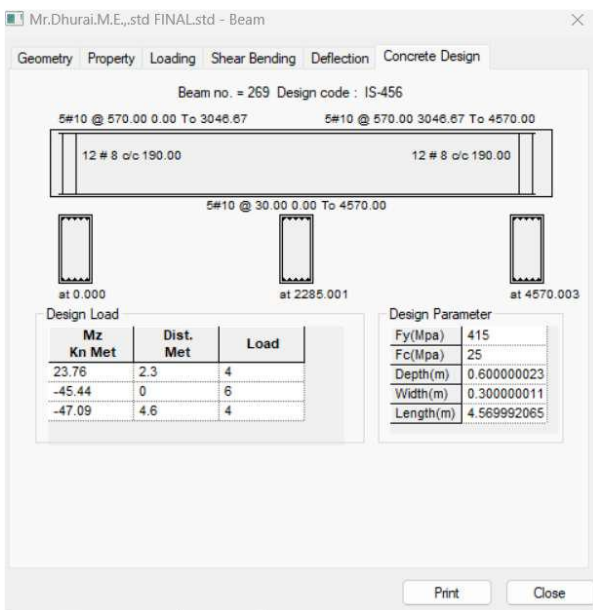 Mr.Dhurai.M.E.,.std FINAL.std - Beam
Geometry Property Loading Shear Bending Deflection Concrete Design
Beam no. = 269 Design code : IS-456
5#10 @ 570.00 0.00 To 3046.67 5#10 @ 570.00 3046.67 To 4570.00
12 # 8 c/c 190.00 12 # 8 c/c 190.00
5#10 @ 30.00 0.00 To 4570.00
at 0.000 at 2285.001 at 4570.003
Design Load Design Parameter
Mz Dist. Load
Kn Met Met
23.76 2.3 4
-45.44 0 6
-47.09 4.6 4
Fy(Mpa) 415
Fc(Mpa) 25
Depth(m) 0.600000023
Width(m) 0.300000011
Length(m) 4.569992065
Print Close